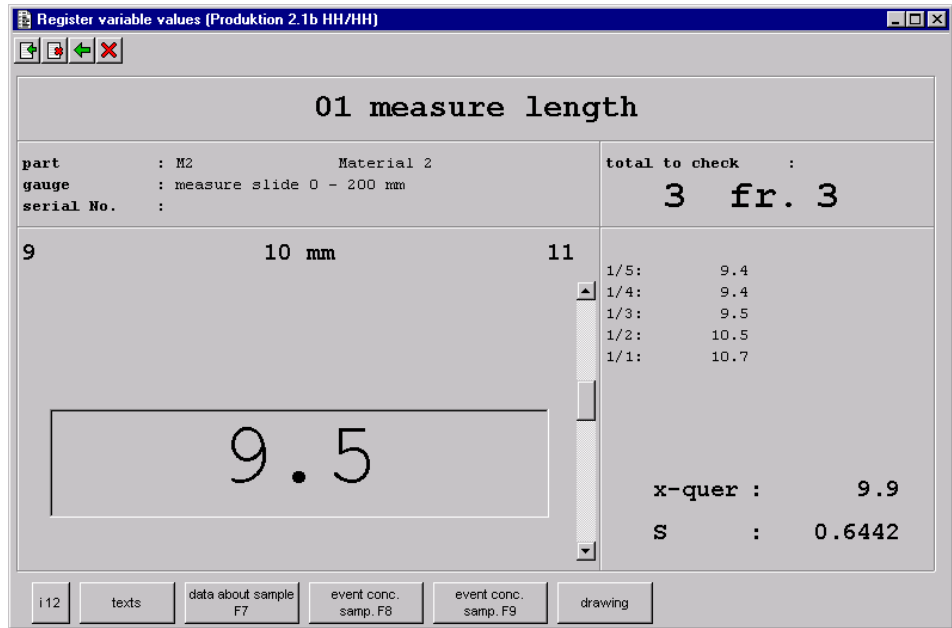 Register variable values (Produktion 2.1b HH/HH)
01 measure length
part : M2 Material 2
gauge : measure slide 0 - 200 mm
serial No. :
total to check :
3 fr. 3
9 10 mm 11
1/5: 9.4
1/4: 9.4
1/3: 9.5
1/2: 10.5
1/1: 10.7
9.5
x-quer : 9.9
S : 0.6442
i 12
texts
data about sample
F7
event conc.
samp. F8
event conc.
samp. F9
drawing